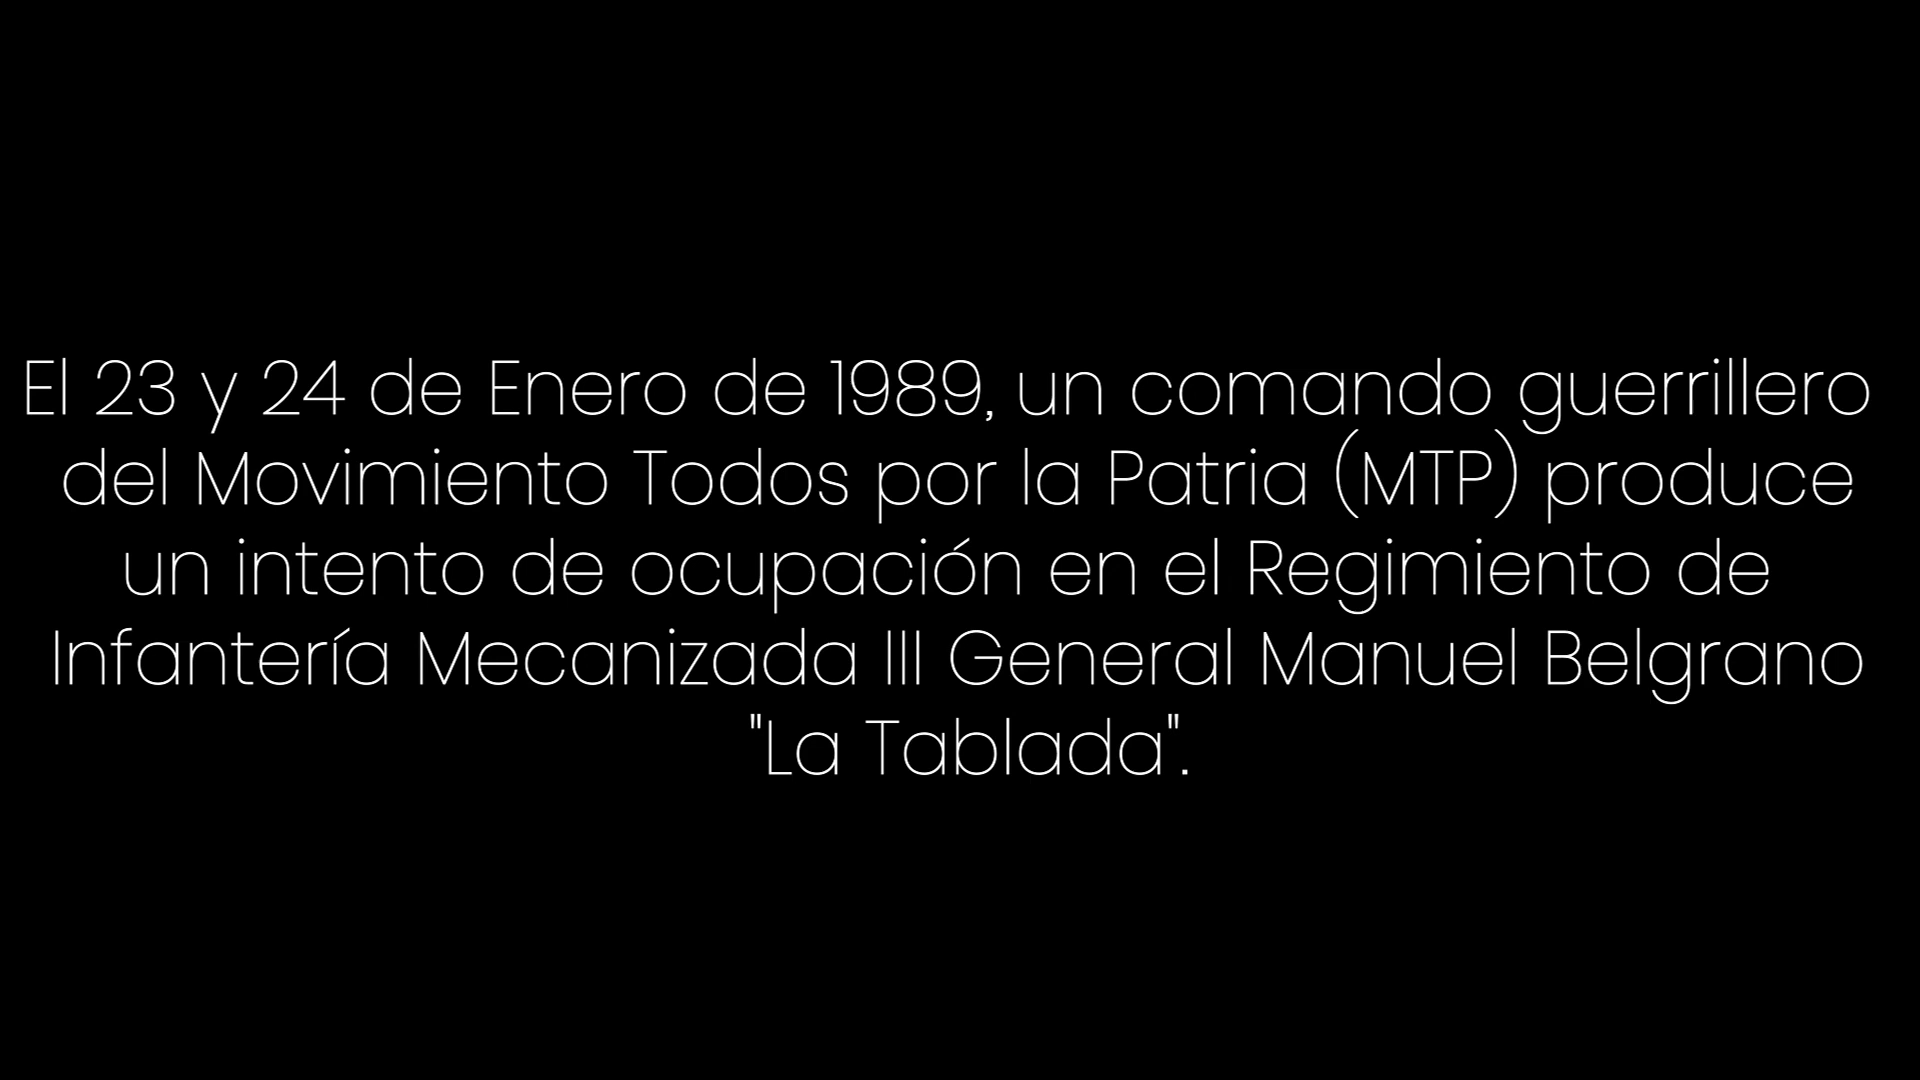 El 23 y 24 de Enero de 1989, un comando guerrillero
del Movimiento Todos por la Patria (MTP) produce
un intento de ocupación en el Regimiento de
Infantería Mecanizada III General Manuel Belgrano
"La Tablada".